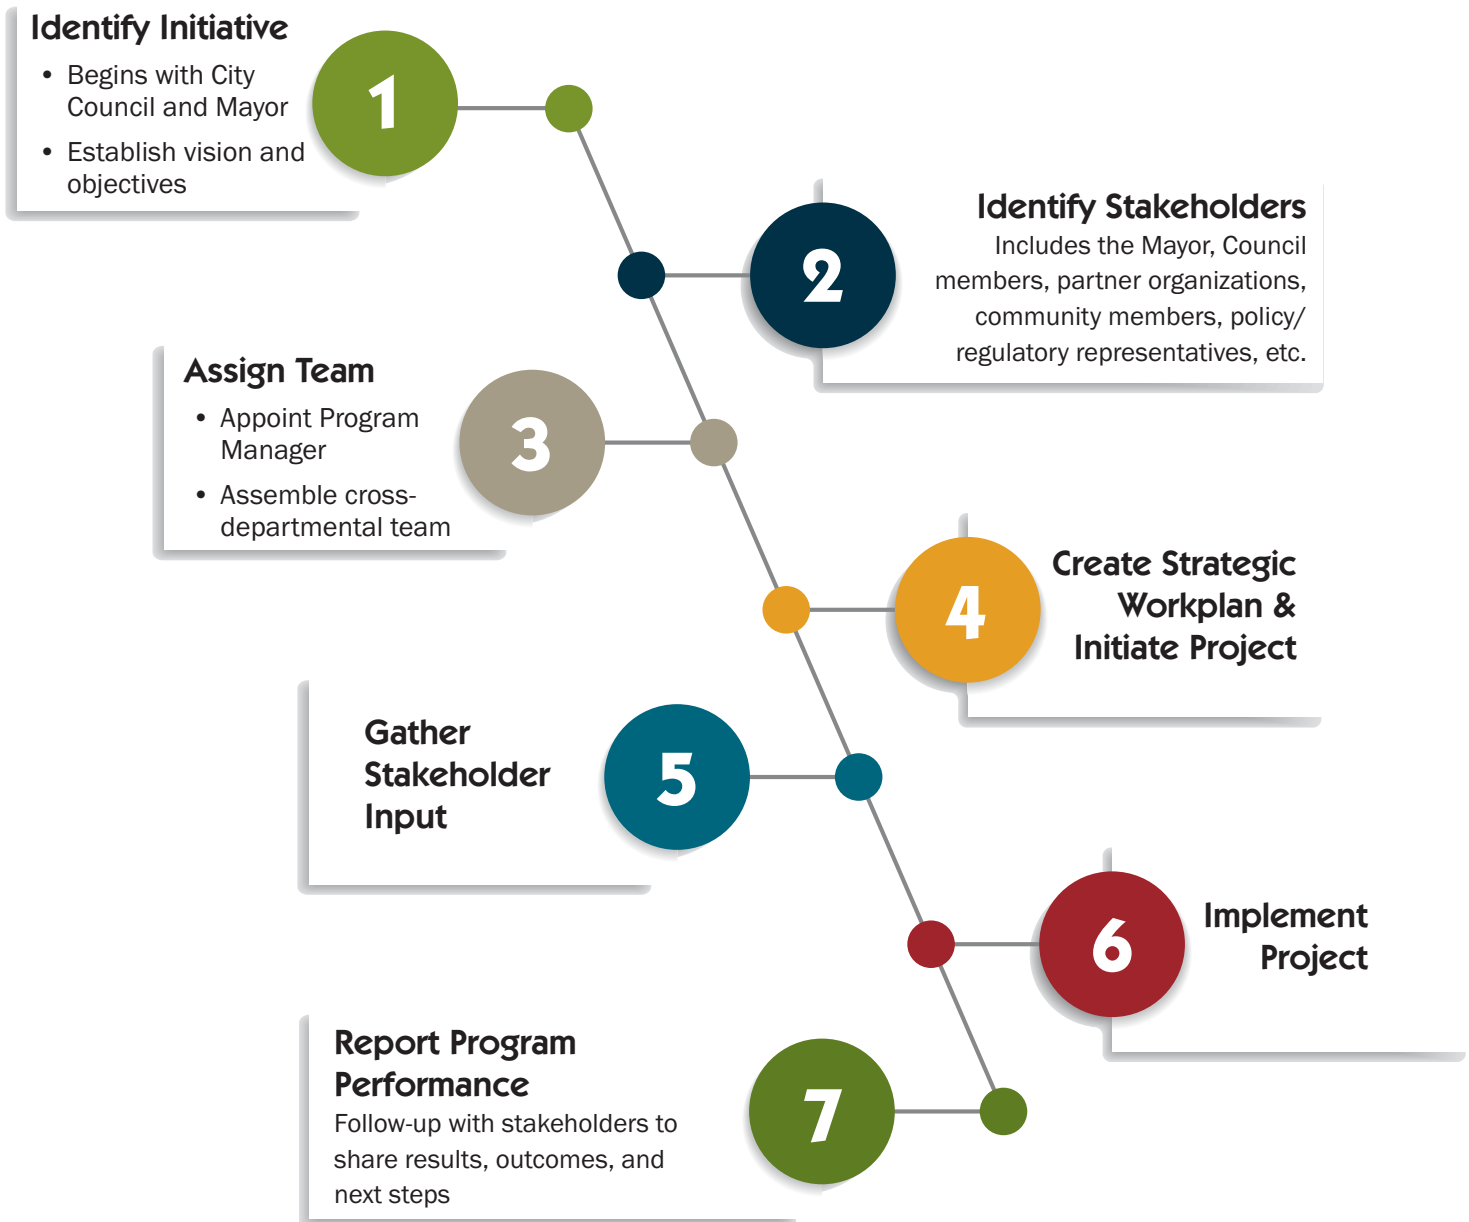 Identify Initiative
• Begins with City
Council and Mayor
• Establish vision and
objectives
1
2
Identify Stakeholders
Includes the Mayor, Council
members, partner organizations,
community members, policy/
regulatory representatives, etc.
Assign Team
• Appoint Program
Manager
• Assemble cross-
departmental team
3
4
Create Strategic
Workplan &
Initiate Project
Gather
Stakeholder
Input
5
6
Implement
Project
Report Program
Performance
Follow-up with stakeholders to
share results, outcomes, and
next steps
7